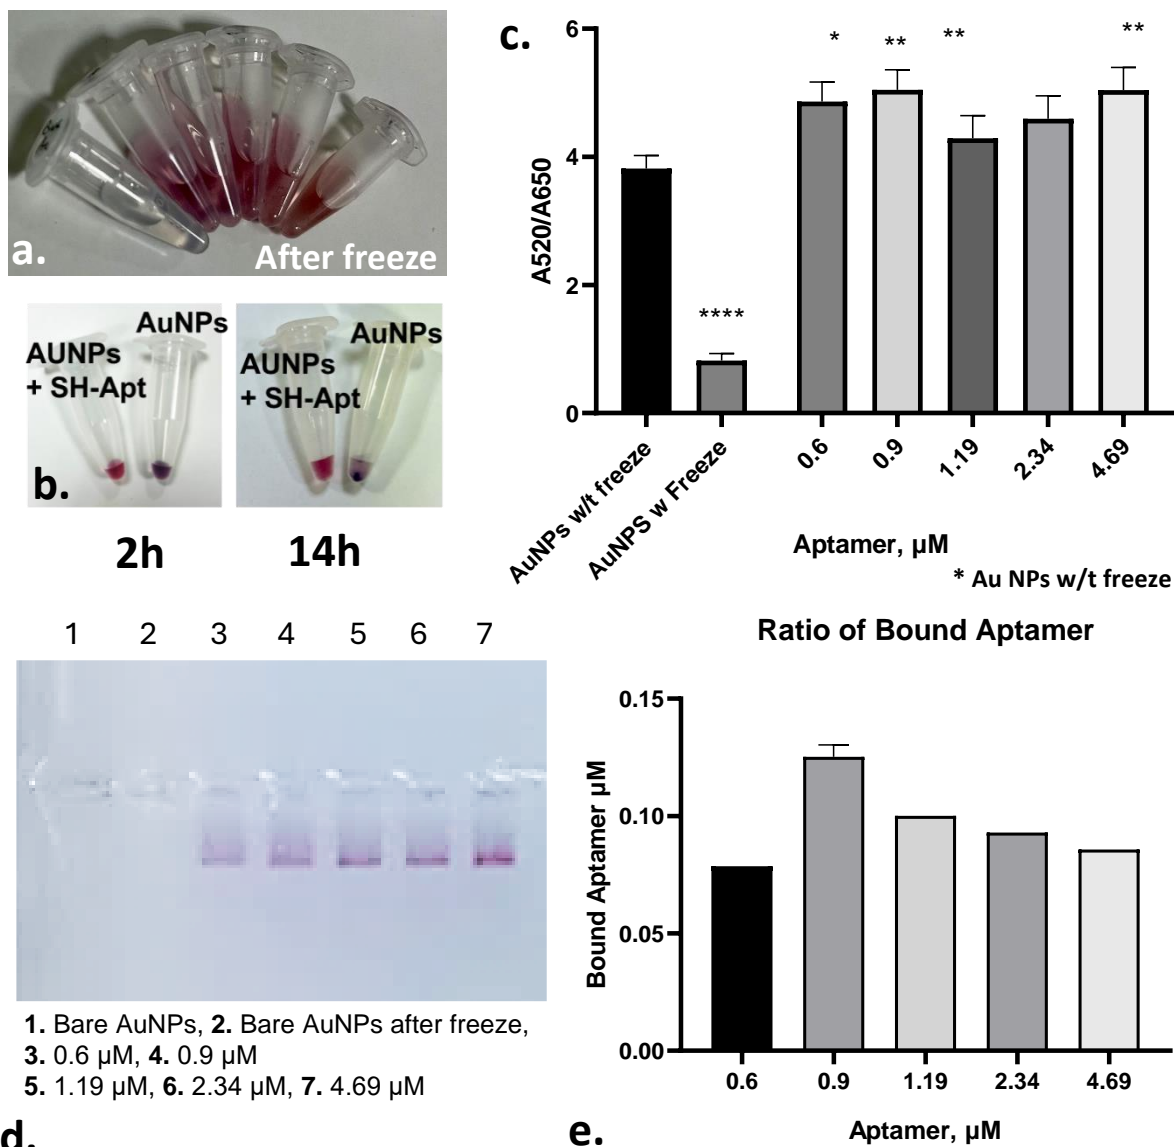 a.
After freeze
AuNPs
AUNPS
+ SH-Apt
AuNPs
AUNPS
+ SH-Apt
b.
2h
14h
c.
6
4
2
0
A520/A650
*
**
**
**
****
AuNPs w/t freeze
AuNPS w Freeze
0.6
0.9
1.19
2.34
4.69
Aptamer, µM
* Au NPs w/t freeze
1 2 3 4 5 6 7
1. Bare AuNPs, 2. Bare AuNPs after freeze,
3. 0.6 µM, 4. 0.9 µM
5. 1.19 µM, 6. 2.34 µM, 7. 4.69 µM
d.
Ratio of Bound Aptamer
0.15
0.10
0.05
0.00
Bound Aptamer µM
0.6 0.9 1.19 2.34 4.69
Aptamer, µM
e.